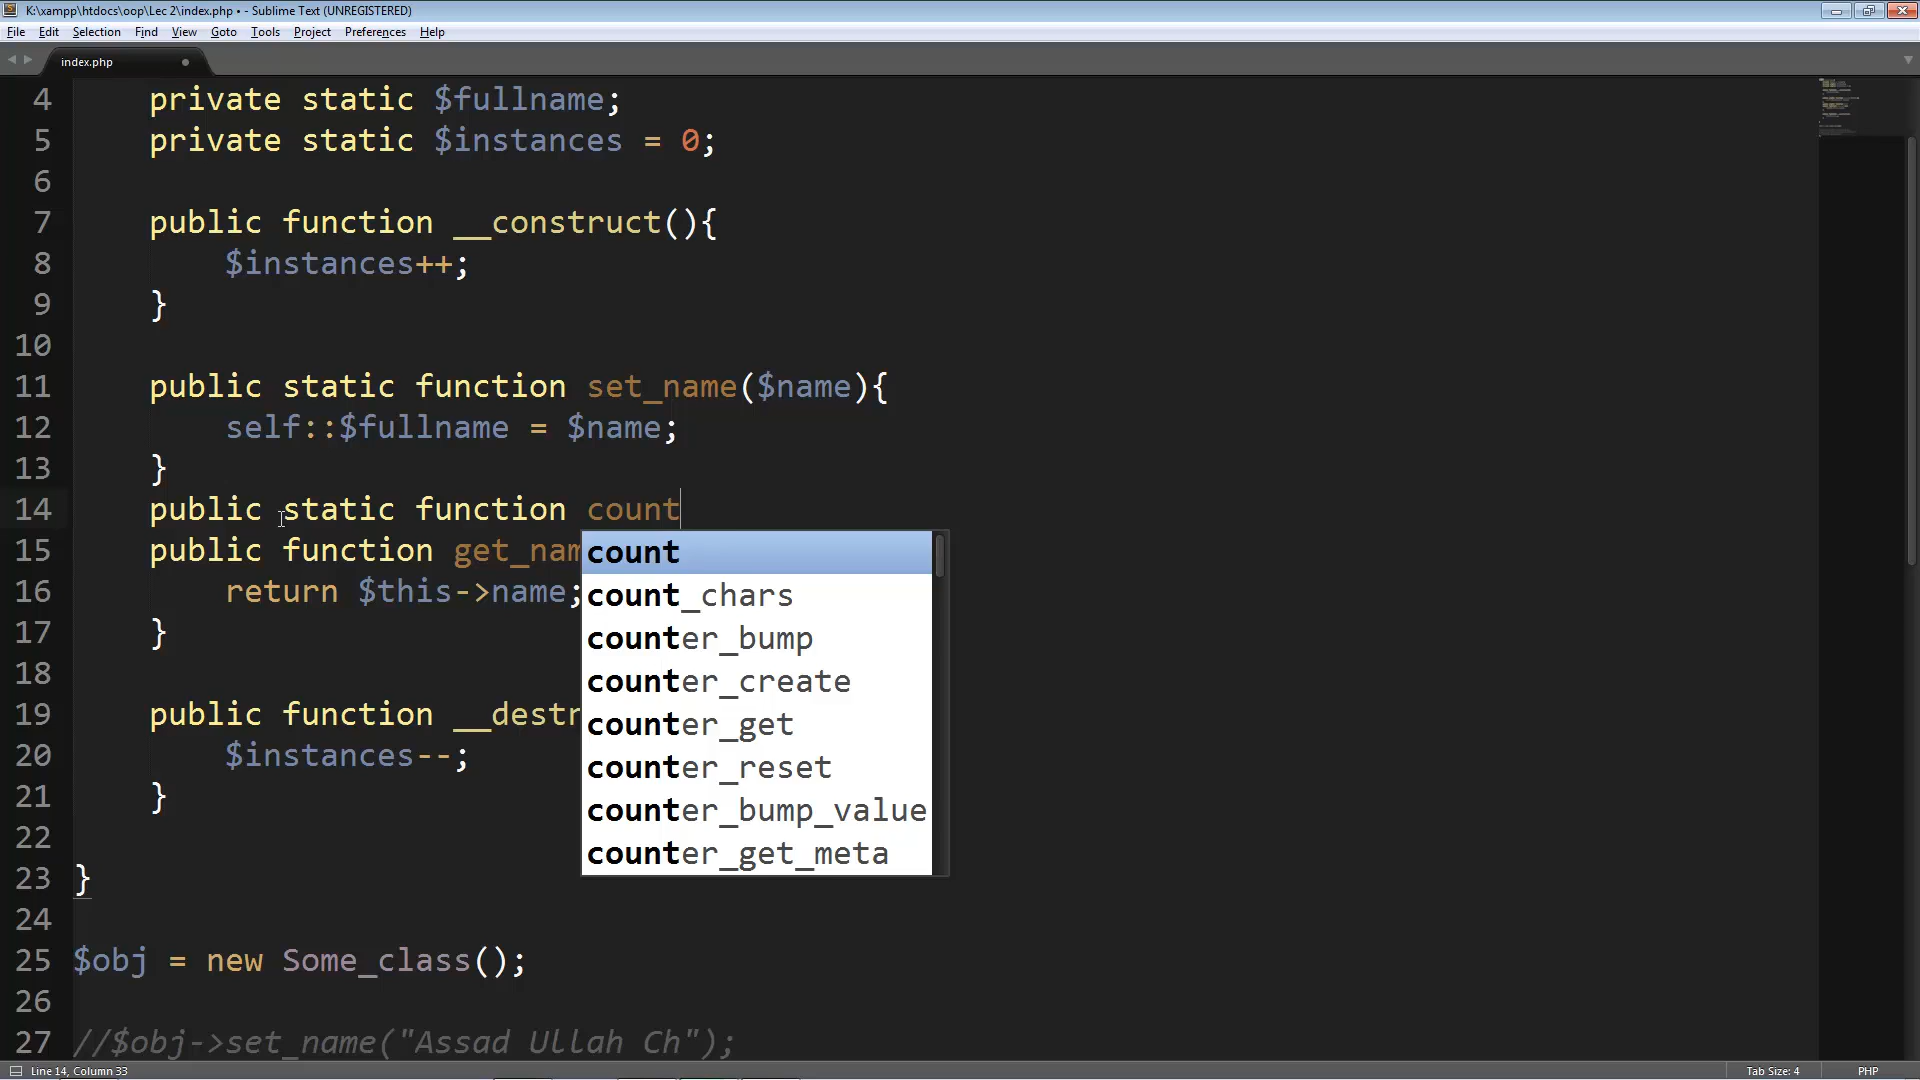 K:\xampp\htdocs\oop\Lec 2\index.php • - Sublime Text (UNREGISTERED)
File Edit Selection Find View Goto Tools Project Preferences Help
index.php
4 private static $fullname;
5 private static $instances = 0;
6
7 public function __construct(){
8 $instances++;
9 }
10
11 public static function set_name($name){
12 self::$fullname = $name;
13 }
14 public static function count
15 public function get_nam
16 return $this->name;
17 }
18
19 public function __destr
20 $instances--;
21 }
22
23 }
24
25 $obj = new Some_class();
26
27 //$obj->set_name("Assad Ullah Ch");
count
count_chars
counter_bump
counter_create
counter_get
counter_reset
counter_bump_value
counter_get_meta
Line 14, Column 33 Tab Size: 4 PHP